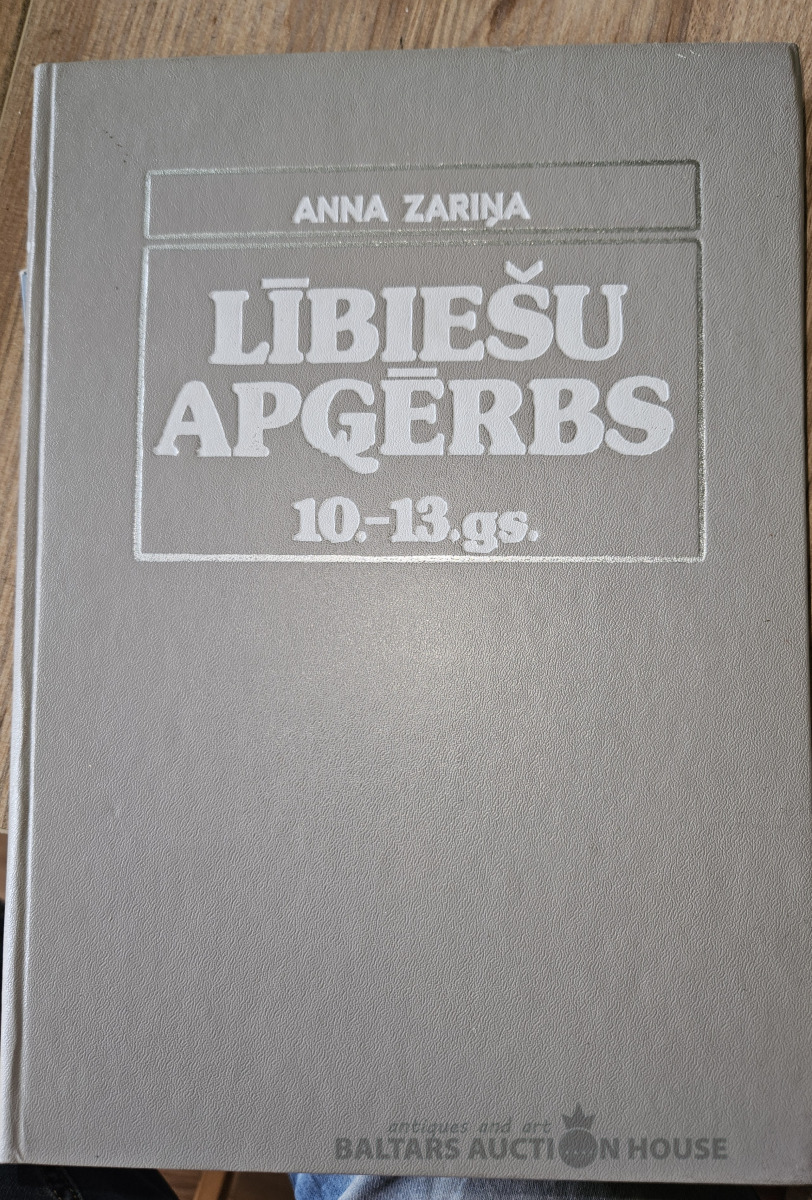 ANNA ZARIŅA
LĪBIEŠU
APĢĒRBS
10.-13.gs.
antiques and art
BALTARS AUCTION HOUSE